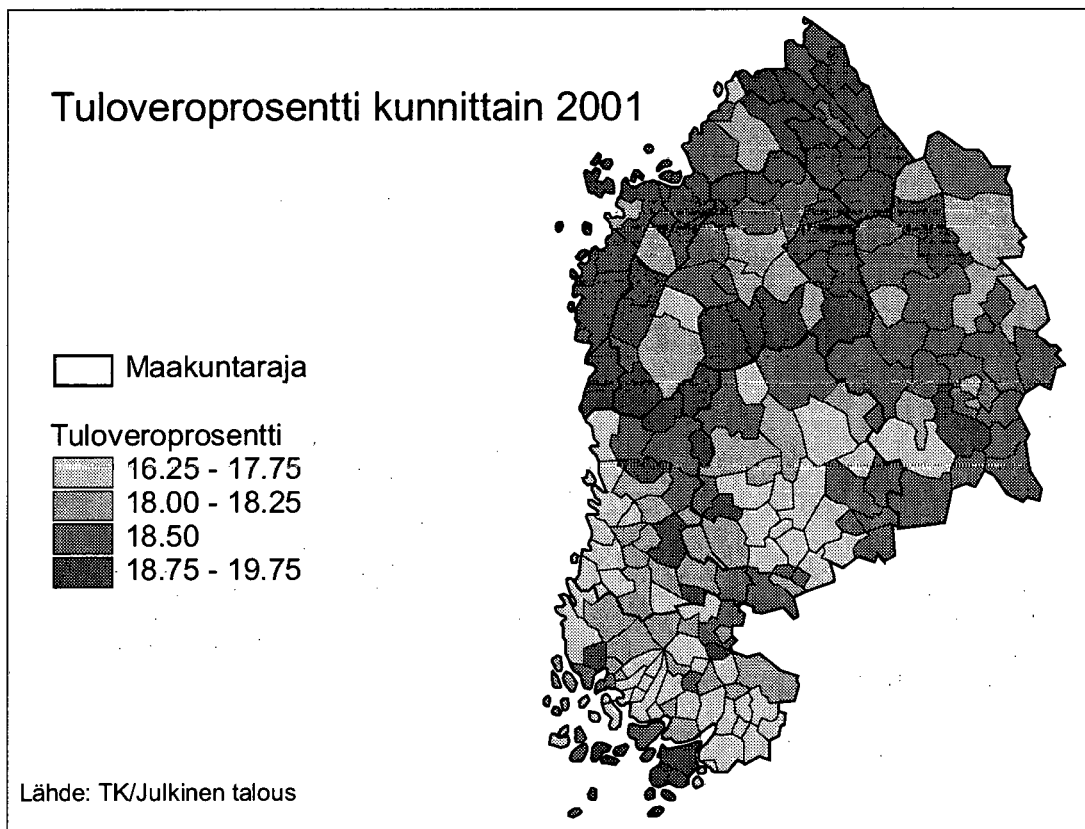 Tuloveroprosentti kunnittain 2001
Maakuntaraja
Tuloveroprosentti
16.25 - 17.75
18.00 - 18.25
18.50
18.75 - 19.75
Lähde: TK/Julkinen talous